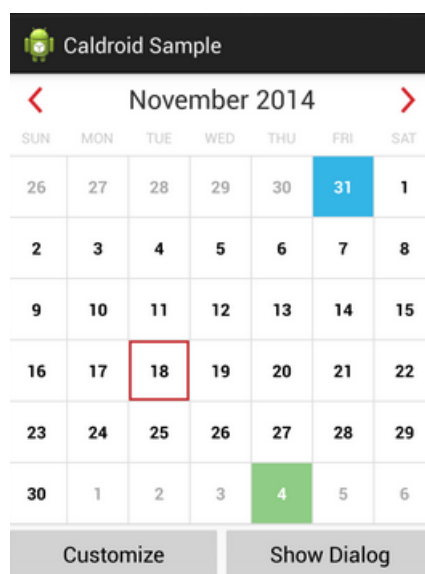 Caldroid Sample
November 2014
SUN MON TUE WED THU FRI SAT
26 27 28 29 30 31 1
2 3 4 5 6 7 8
9 10 11 12 13 14 15
16 17 18 19 20 21 22
23 24 25 26 27 28 29
30 1 2 3 4 5 6
Customize Show Dialog